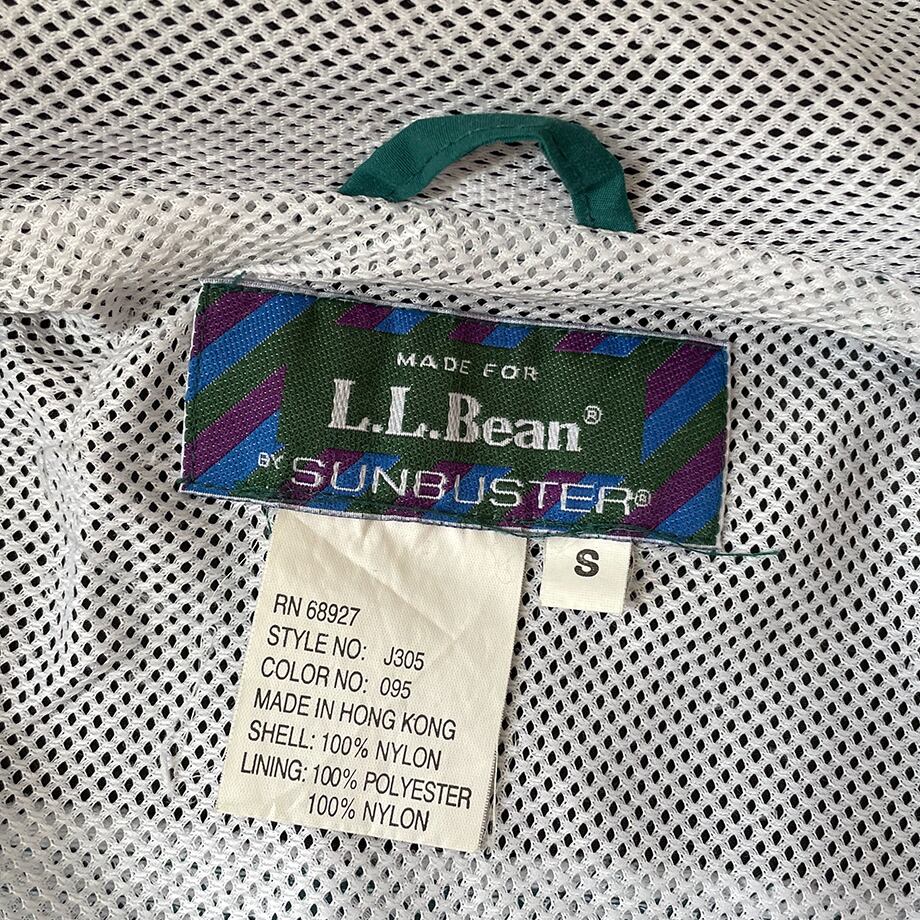 MADE FOR
L.L.Bean®
BY SUNBUSTER®
S
RN 68927
STYLE NO: J305
COLOR NO: 095
MADE IN HONG KONG
SHELL: 100% NYLON
LINING: 100% POLYESTER
100% NYLON